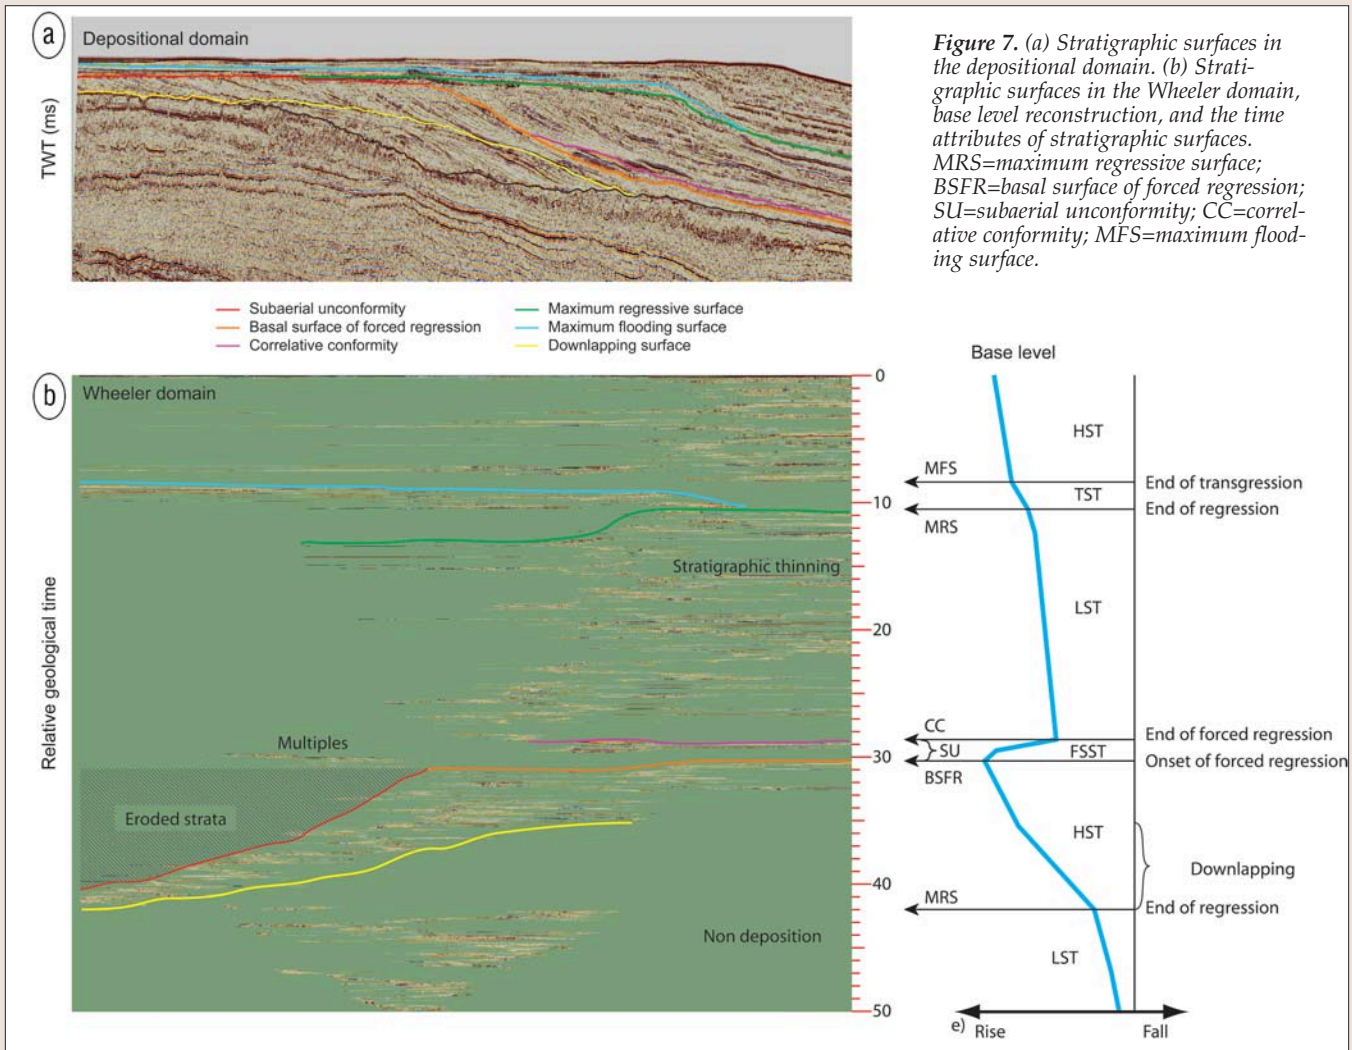 a
Depositional domain
TWT (ms)
Figure 7. (a) Stratigraphic surfaces in
the depositional domain. (b) Strati-
graphic surfaces in the Wheeler domain,
base level reconstruction, and the time
attributes of stratigraphic surfaces.
MRS=maximum regressive surface;
BSFR=basal surface of forced regression;
SU=subaerial unconformity; CC=correl-
ative conformity; MFS=maximum flood-
ing surface.
Subaerial unconformity
Basal surface of forced regression
Correlative conformity
Maximum regressive surface
Maximum flooding surface
Downlapping surface
b
Wheeler domain
Relative geological time
Stratigraphic thinning
Multiples
Eroded strata
Non deposition
0
10
20
30
40
50
Base level
HST
MFS
End of transgression
TST
End of regression
MRS
LST
CC
End of forced regression
SU
FSST
Onset of forced regression
BSFR
HST
Downlapping
MRS
End of regression
LST
e) Rise
Fall